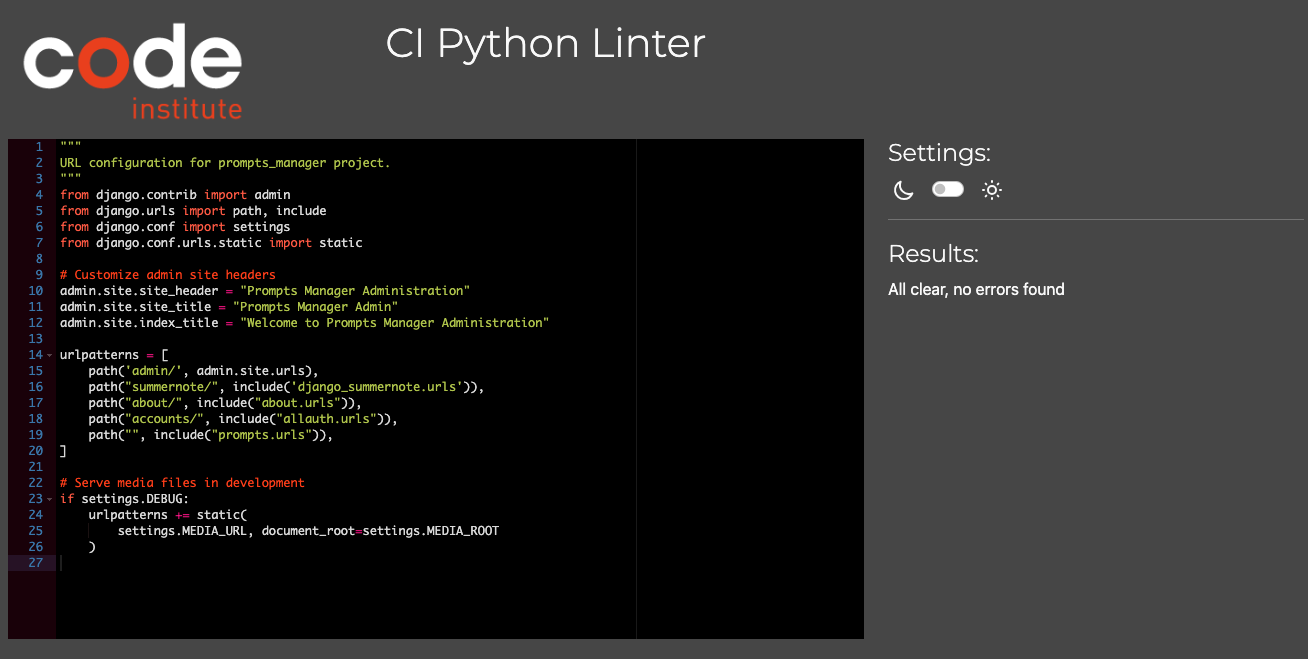 code
institute
CI Python Linter
1 """
2 URL configuration for prompts_manager project.
3 """
4 from django.contrib import admin
5 from django.urls import path, include
6 from django.conf import settings
7 from django.conf.urls.static import static
8
9 # Customize admin site headers
10 admin.site.site_header = "Prompts Manager Administration"
11 admin.site.site_title = "Prompts Manager Admin"
12 admin.site.index_title = "Welcome to Prompts Manager Administration"
13
14 urlpatterns = [
15     path('admin/', admin.site.urls),
16     path("summernote/", include('django_summernote.urls')),
17     path("about/", include("about.urls")),
18     path("accounts/", include("allauth.urls")),
19     path("", include("prompts.urls")),
20 ]
21
22 # Serve media files in development
23 if settings.DEBUG:
24     urlpatterns += static(
25         settings.MEDIA_URL, document_root=settings.MEDIA_ROOT
26     )
27
Settings:
Results:
All clear, no errors found